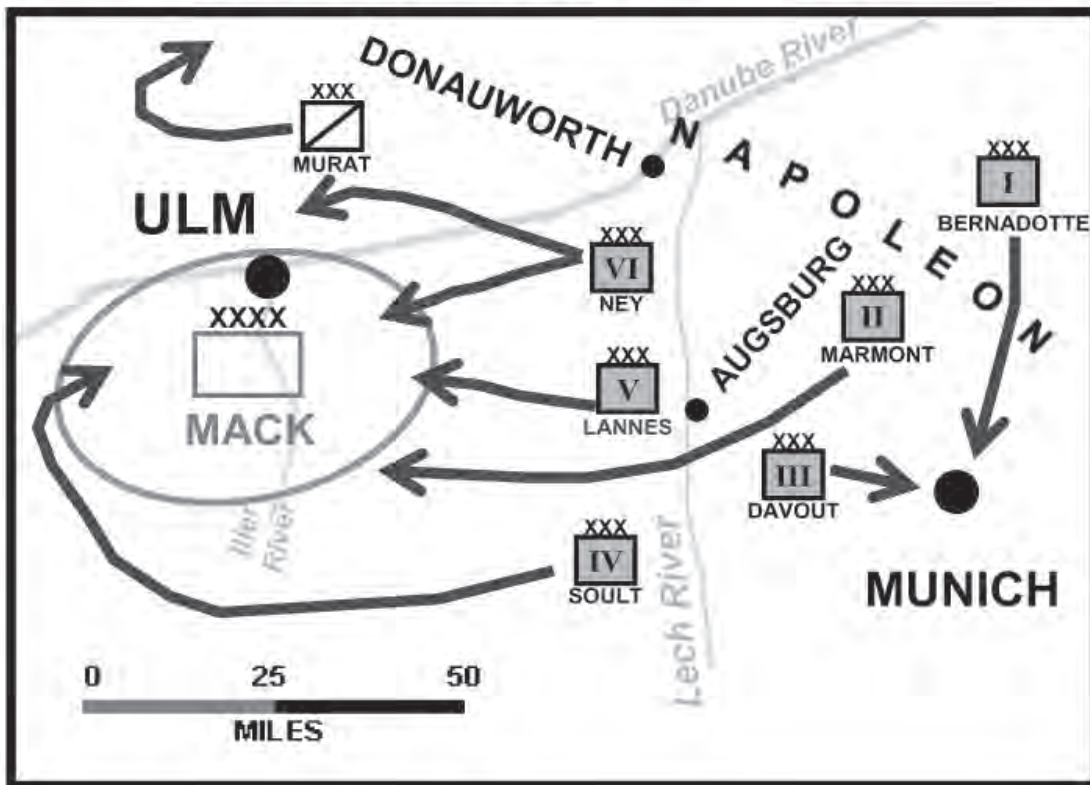 DONAUWORTH
Danube River
NAPOLEON
XXX
MURAT
XXX
I
BERNADOTTE
ULM
XXX
VI
NEY
AUGSBURG
XXX
II
MARMONT
XXXX
MACK
XXX
V
LANNES
XXX
III
DAVOUT
Iller
River
XXX
IV
SOULT
Lech River
MUNICH
0 25 50
MILES